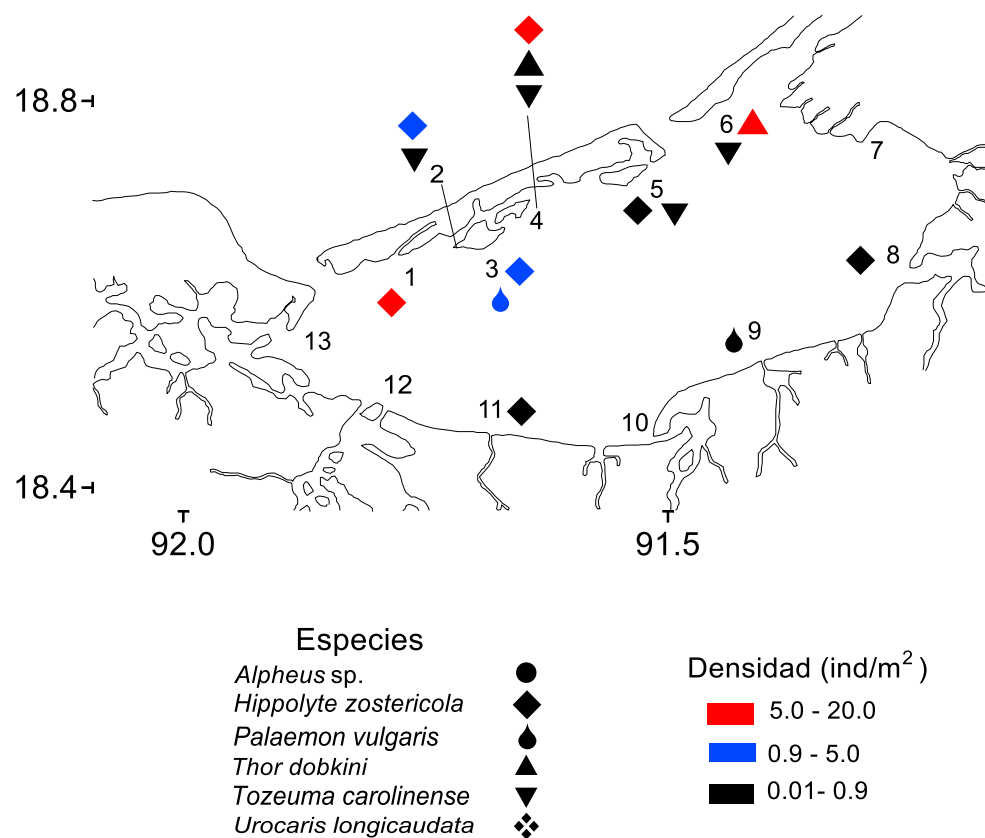 18.8
6
7
2
5
4
8
3
1
9
13
12
11
10
18.4
92.0
91.5
Especies
Alpheus sp.
Hippolyte zostericola
Palaemon vulgaris
Thor dobkini
Tozeuma carolinense
Urocaris longicaudata
Densidad (ind/m² )
5.0 - 20.0
0.9 - 5.0
0.01- 0.9